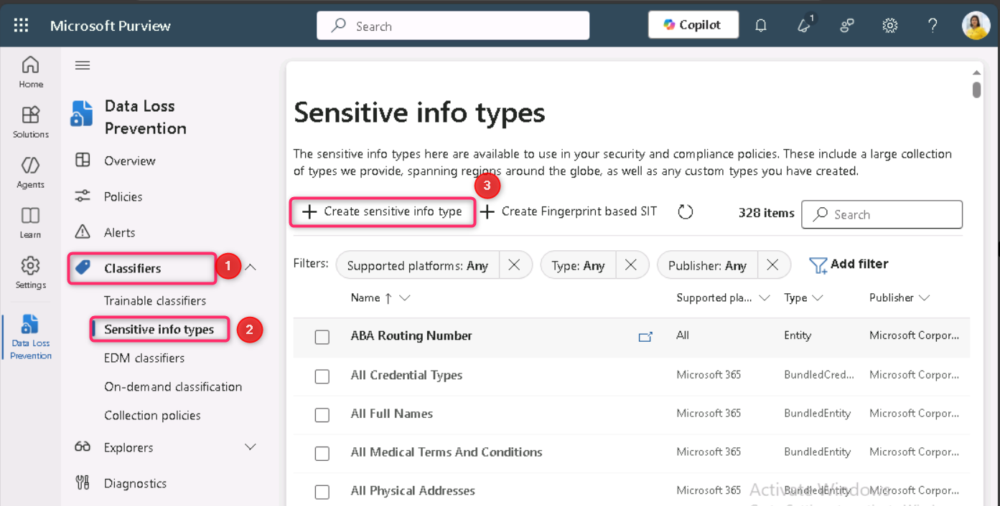 Microsoft Purview
Search
Copilot
1
Home
Solutions
Agents
Learn
Settings
Data Loss
Prevention
Data Loss
Prevention
Overview
Policies
Alerts
Classifiers
1
Trainable classifiers
Sensitive info types
2
EDM classifiers
On-demand classification
Collection policies
Explorers
Diagnostics
Sensitive info types
The sensitive info types here are available to use in your security and compliance policies. These include a large collection
of types we provide, spanning regions around the globe, as well as any custom types you have created.
3
Create sensitive info type
Create Fingerprint based SIT
328 items
Search
Filters:
Supported platforms: Any
Type: Any
Publisher: Any
Add filter
Name Supported pla... Type Publisher
ABA Routing Number All Entity Microsoft Corpor...
All Credential Types Microsoft 365 BundledCred... Microsoft Corpor...
All Full Names Microsoft 365 BundledEntity Microsoft Corpor...
All Medical Terms And Conditions Microsoft 365 BundledEntity Microsoft Corpor...
All Physical Addresses Microsoft 365 BundledEntity Microsoft Corpor...
Activate Windows